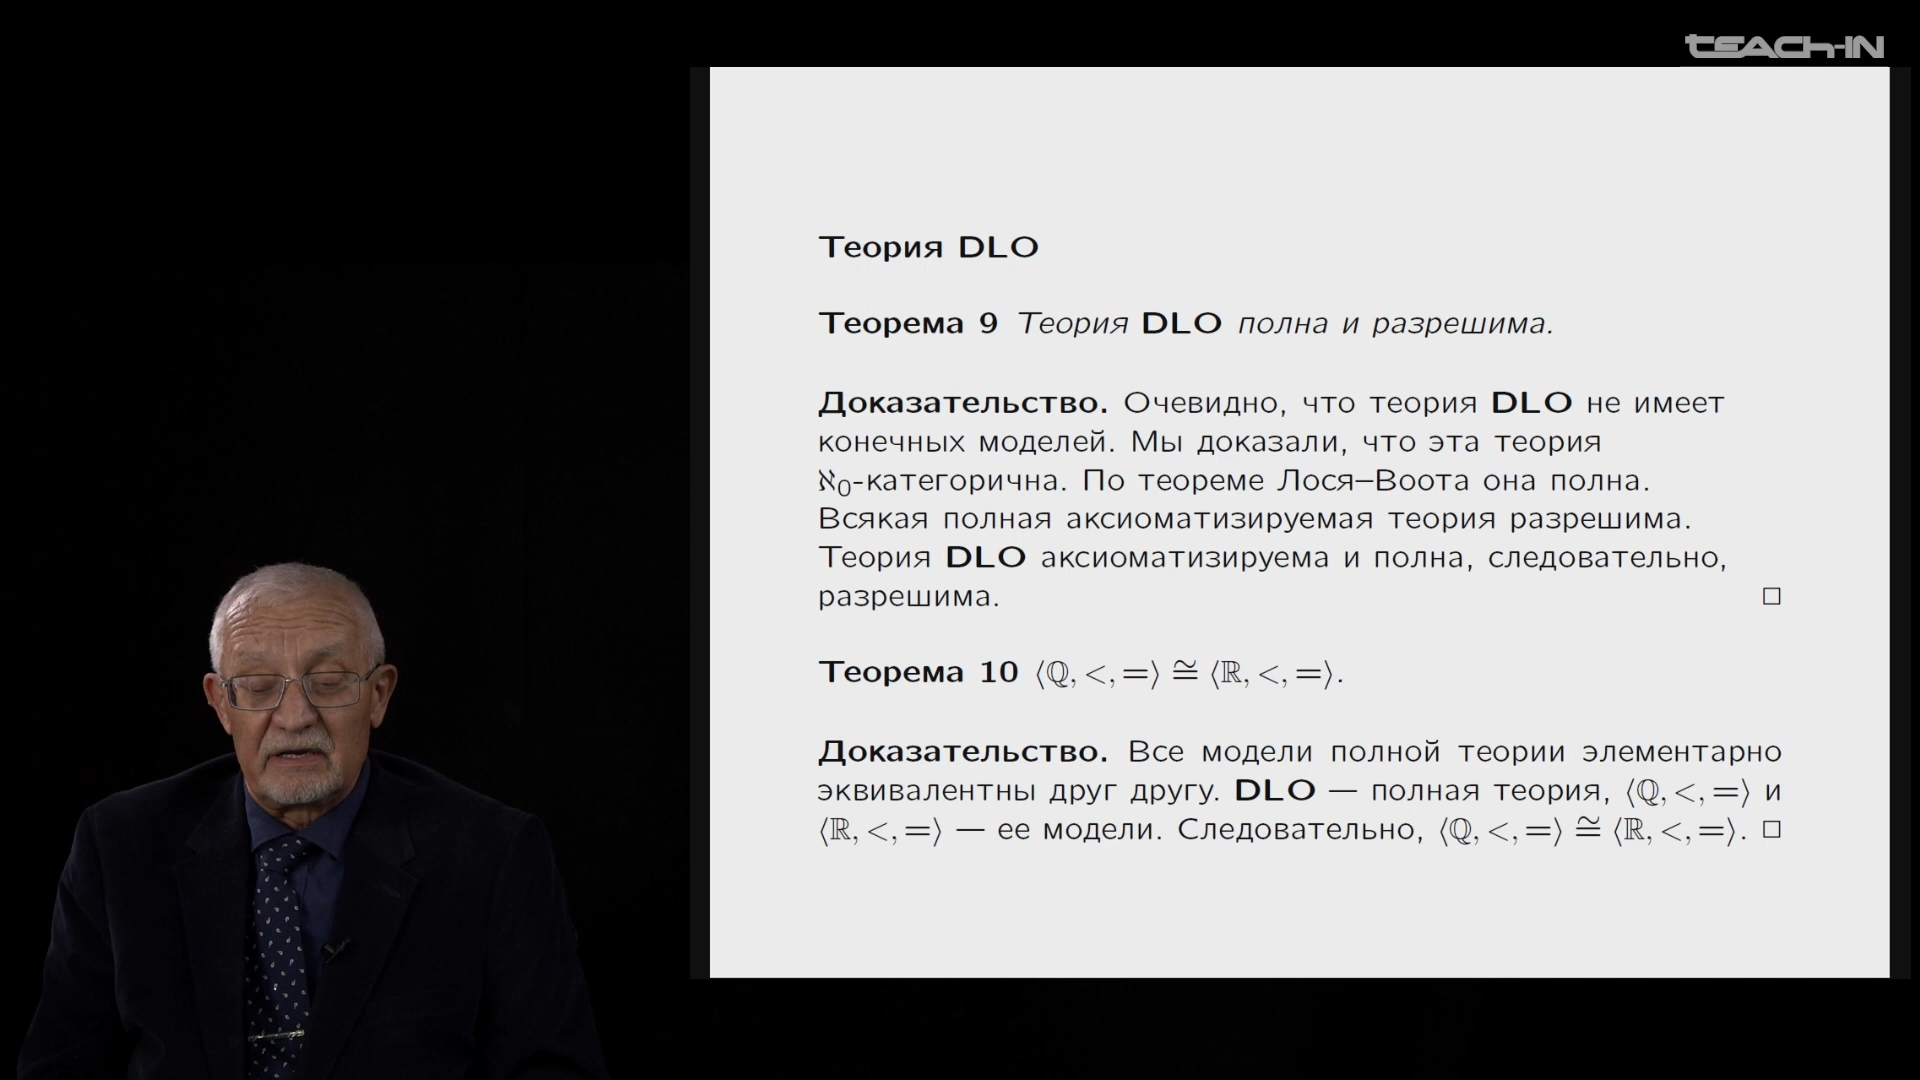 TEACH-IN
Теория DLO
Теорема 9 Теория DLO полна и разрешима.
Доказательство. Очевидно, что теория DLO не имеет
конечных моделей. Мы доказали, что эта теория
ℵ₀-категорична. По теореме Лося–Воота она полна.
Всякая полная аксиоматизируемая теория разрешима.
Теория DLO аксиоматизируема и полна, следовательно,
разрешима. □
Теорема 10 ⟨ℚ, <, =⟩ ≅ ⟨ℝ, <, =⟩.
Доказательство. Все модели полной теории элементарно
эквивалентны друг другу. DLO — полная теория, ⟨ℚ, <, =⟩ и
⟨ℝ, <, =⟩ — ее модели. Следовательно, ⟨ℚ, <, =⟩ ≅ ⟨ℝ, <, =⟩. □